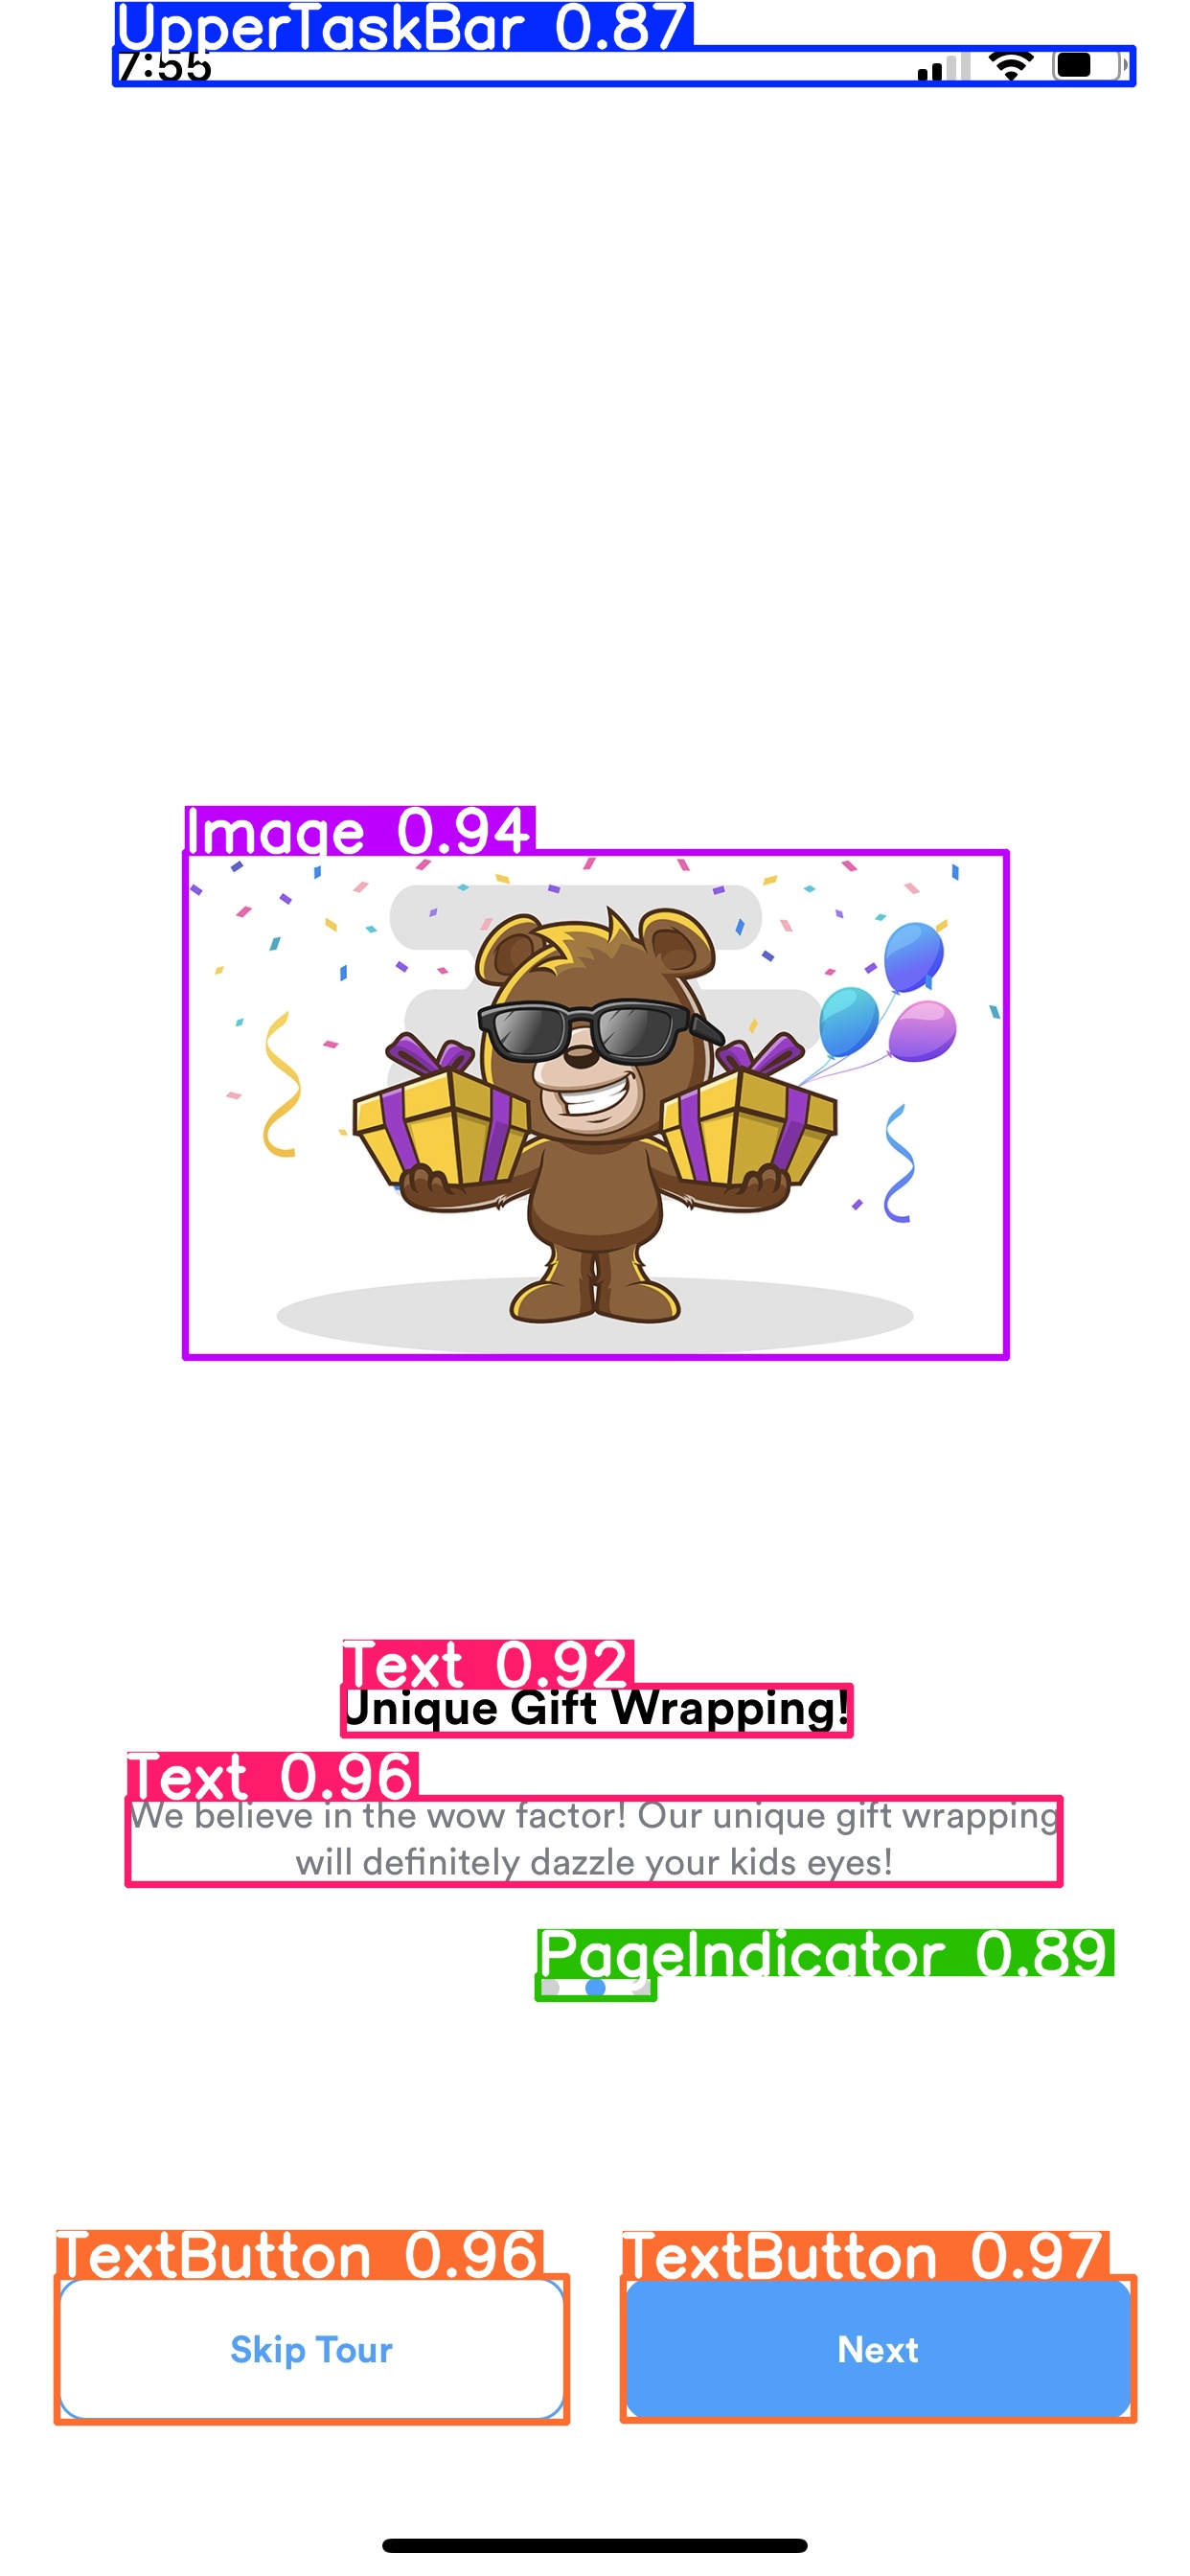 UpperTaskBar 0.87
7:55
Image 0.94
Text 0.92
Unique Gift Wrapping!
Text 0.96
We believe in the wow factor! Our unique gift wrapping
will definitely dazzle your kids eyes!
PageIndicator 0.89
TextButton 0.96
TextButton 0.97
Skip Tour
Next